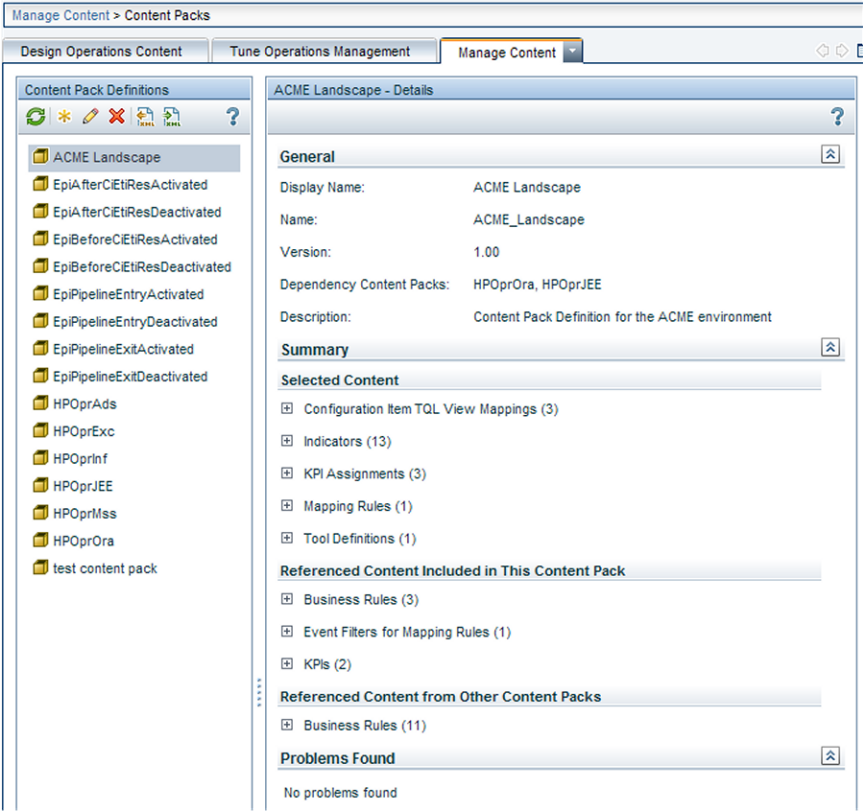 Manage Content > Content Packs
Design Operations Content
Tune Operations Management
Manage Content
Content Pack Definitions
XML
XML
?
ACME Landscape
EpiAfterCiEtiResActivated
EpiAfterCiEtiResDeactivated
EpiBeforeCiEtiResActivated
EpiBeforeCiEtiResDeactivated
EpiPipelineEntryActivated
EpiPipelineEntryDeactivated
EpiPipelineExitActivated
EpiPipelineExitDeactivated
HPOprAds
HPOprExc
HPOprInf
HPOprJEE
HPOprMss
HPOprOra
test content pack
ACME Landscape - Details
?
General
Display Name: ACME Landscape
Name: ACME_Landscape
Version: 1.00
Dependency Content Packs: HPOprOra, HPOprJEE
Description: Content Pack Definition for the ACME environment
Summary
Selected Content
Configuration Item TQL View Mappings (3)
Indicators (13)
KPI Assignments (3)
Mapping Rules (1)
Tool Definitions (1)
Referenced Content Included in This Content Pack
Business Rules (3)
Event Filters for Mapping Rules (1)
KPIs (2)
Referenced Content from Other Content Packs
Business Rules (11)
Problems Found
No problems found